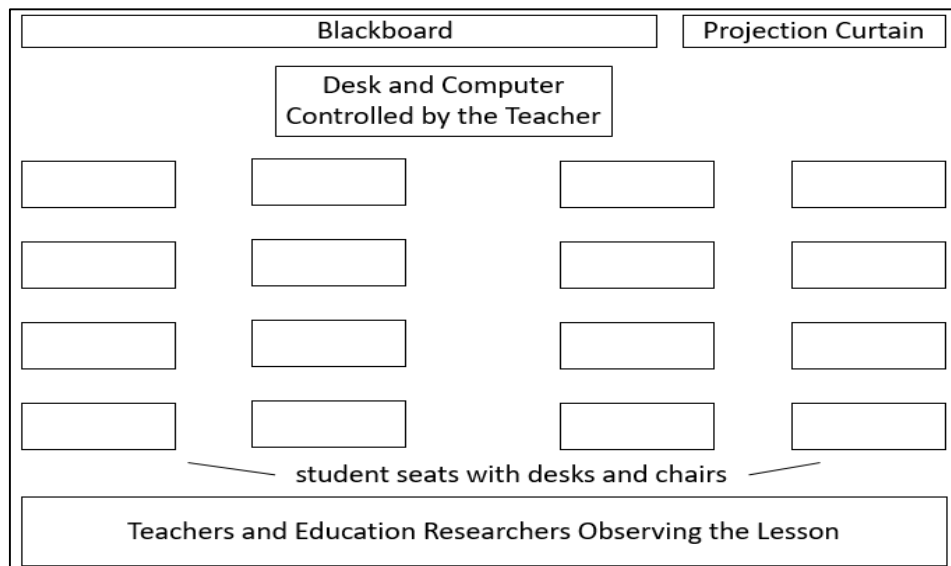 Blackboard
Projection Curtain
Desk and Computer
Controlled by the Teacher
student seats with desks and chairs
Teachers and Education Researchers Observing the Lesson